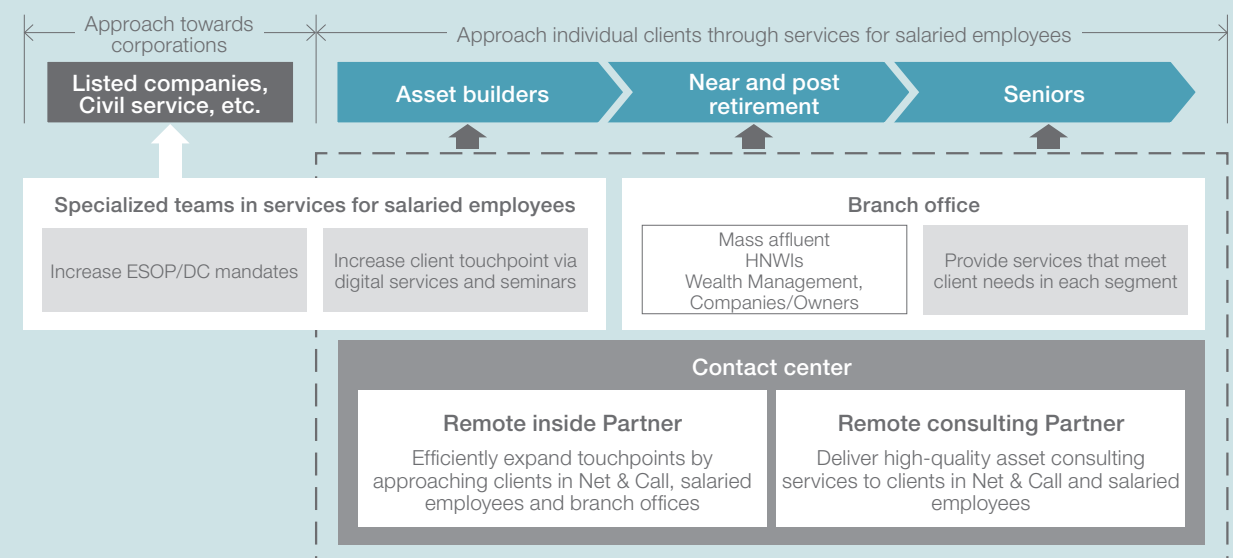 Approach towards
corporations
Approach individual clients through services for salaried employees
Listed companies,
Civil service, etc.
Asset builders
Near and post
retirement
Seniors
Specialized teams in services for salaried employees
Increase ESOP/DC mandates
Increase client touchpoint via
digital services and seminars
Branch office
Mass affluent
HNWIs
Wealth Management,
Companies/Owners
Provide services that meet
client needs in each segment
Contact center
Remote inside Partner
Efficiently expand touchpoints by
approaching clients in Net & Call, salaried
employees and branch offices
Remote consulting Partner
Deliver high-quality asset consulting
services to clients in Net & Call and salaried
employees